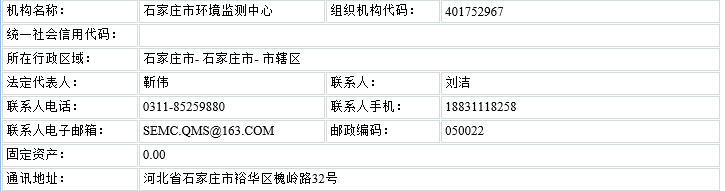 机构名称： 石家庄市环境监测中心 组织机构代码： 401752967
统一社会信用代码：
所在行政区域： 石家庄市- 石家庄市- 市辖区
法定代表人： 靳伟 联系人： 刘洁
联系人电话： 0311-85259880 联系人手机： 18831118258
联系人电子邮箱： SEMC.QMS@163.COM 邮政编码： 050022
固定资产： 0.00
通讯地址： 河北省石家庄市裕华区槐岭路32号